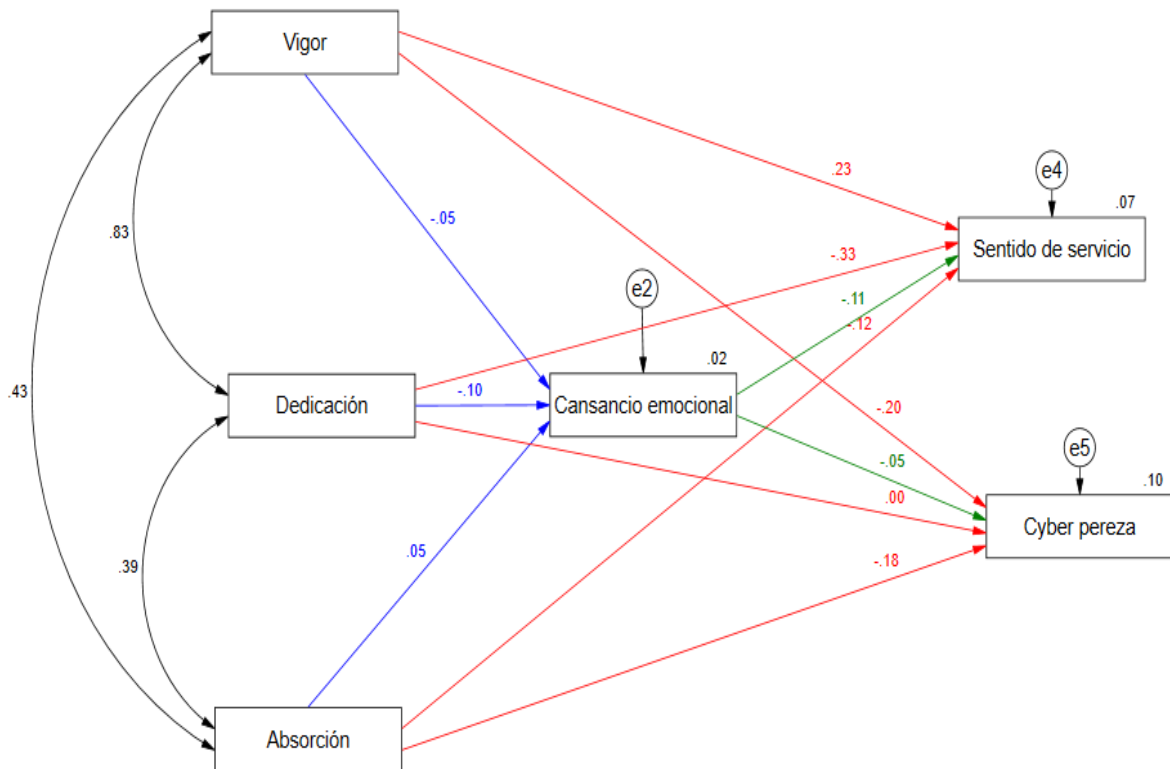 Vigor
.23
e4
.07
Sentido de servicio
-.05
.83
-.33
e2
-.11
-.12
.02
.43
Dedicación
-.10
Cansancio emocional
-.20
e5
-.05
.10
.00
Cyber pereza
.39
.05
-.18
Absorción